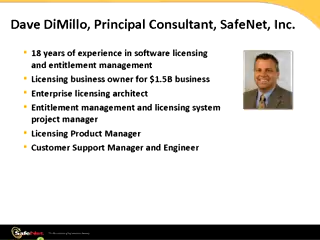 Dave DiMillo, Principal Consultant, SafeNet, Inc.
18 years of experience in software licensing
and entitlement management
Licensing business owner for $1.5B business
Enterprise licensing architect
Entitlement management and licensing system
project manager
Licensing Product Manager
Customer Support Manager and Engineer
SafeNet